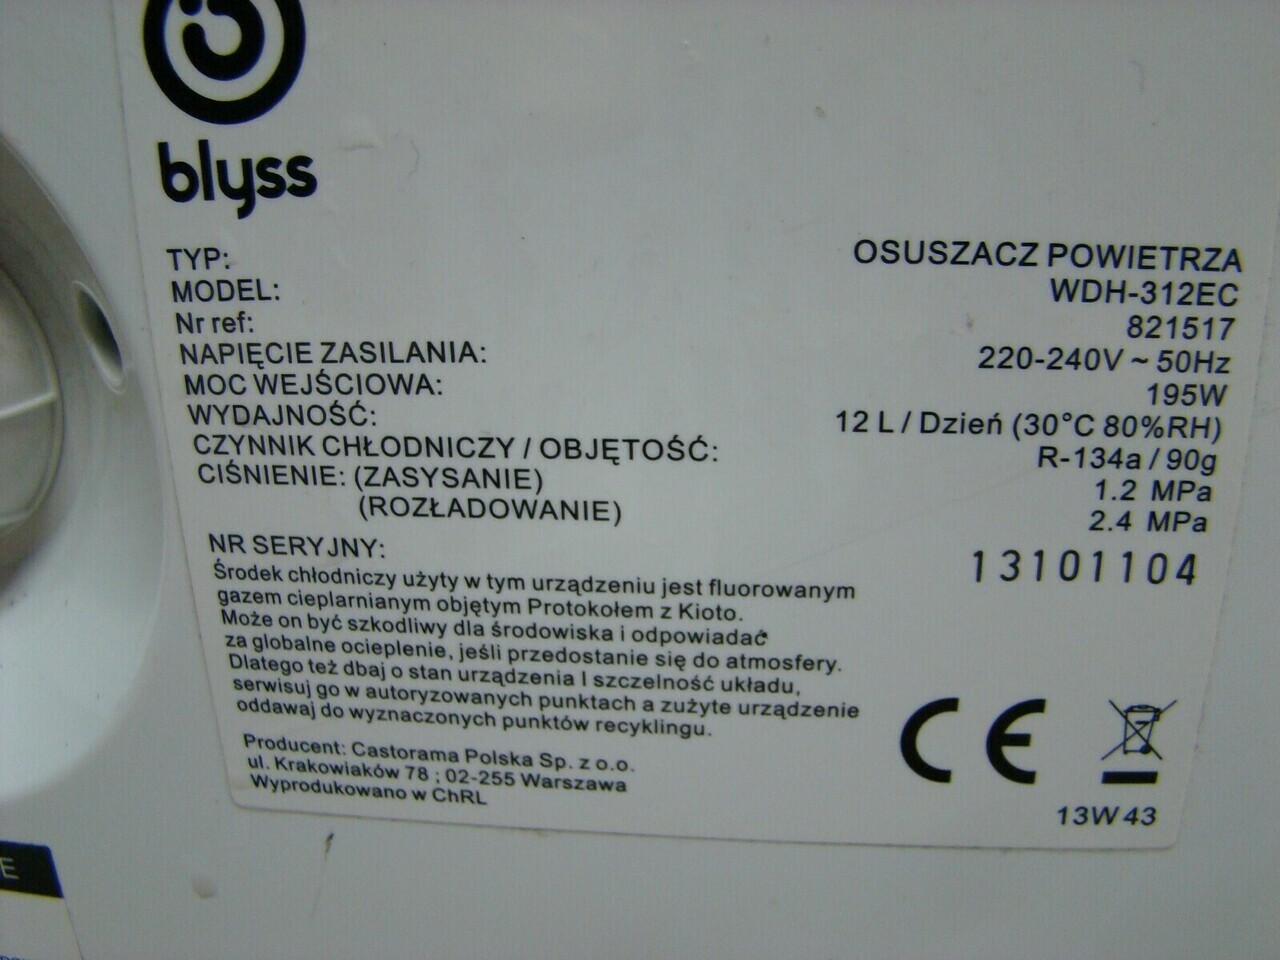 blyss
TYP: OSUSZACZ POWIETRZA
MODEL: WDH-312EC
Nr ref: 821517
NAPIĘCIE ZASILANIA: 220-240V ~ 50Hz
MOC WEJŚCIOWA: 195W
WYDAJNOŚĆ: 12 L / Dzień (30°C 80%RH)
CZYNNIK CHŁODNICZY / OBJĘTOŚĆ: R-134a / 90g
CIŚNIENIE: (ZASYSANIE) 1.2 MPa
(ROZŁADOWANIE) 2.4 MPa
NR SERYJNY: 13101104
Środek chłodniczy użyty w tym urządzeniu jest fluorowanym
gazem cieplarnianym objętym Protokołem z Kioto.
Może on być szkodliwy dla środowiska i odpowiadać
za globalne ocieplenie, jeśli przedostanie się do atmosfery.
Dlatego też dbaj o stan urządzenia I szczelność układu,
serwisuj go w autoryzowanych punktach a zużyte urządzenie
oddawaj do wyznaczonych punktów recyklingu.
Producent: Castorama Polska Sp. z o.o.
ul. Krakowiaków 78 ; 02-255 Warszawa
Wyprodukowano w ChRL
CE
13W43
E